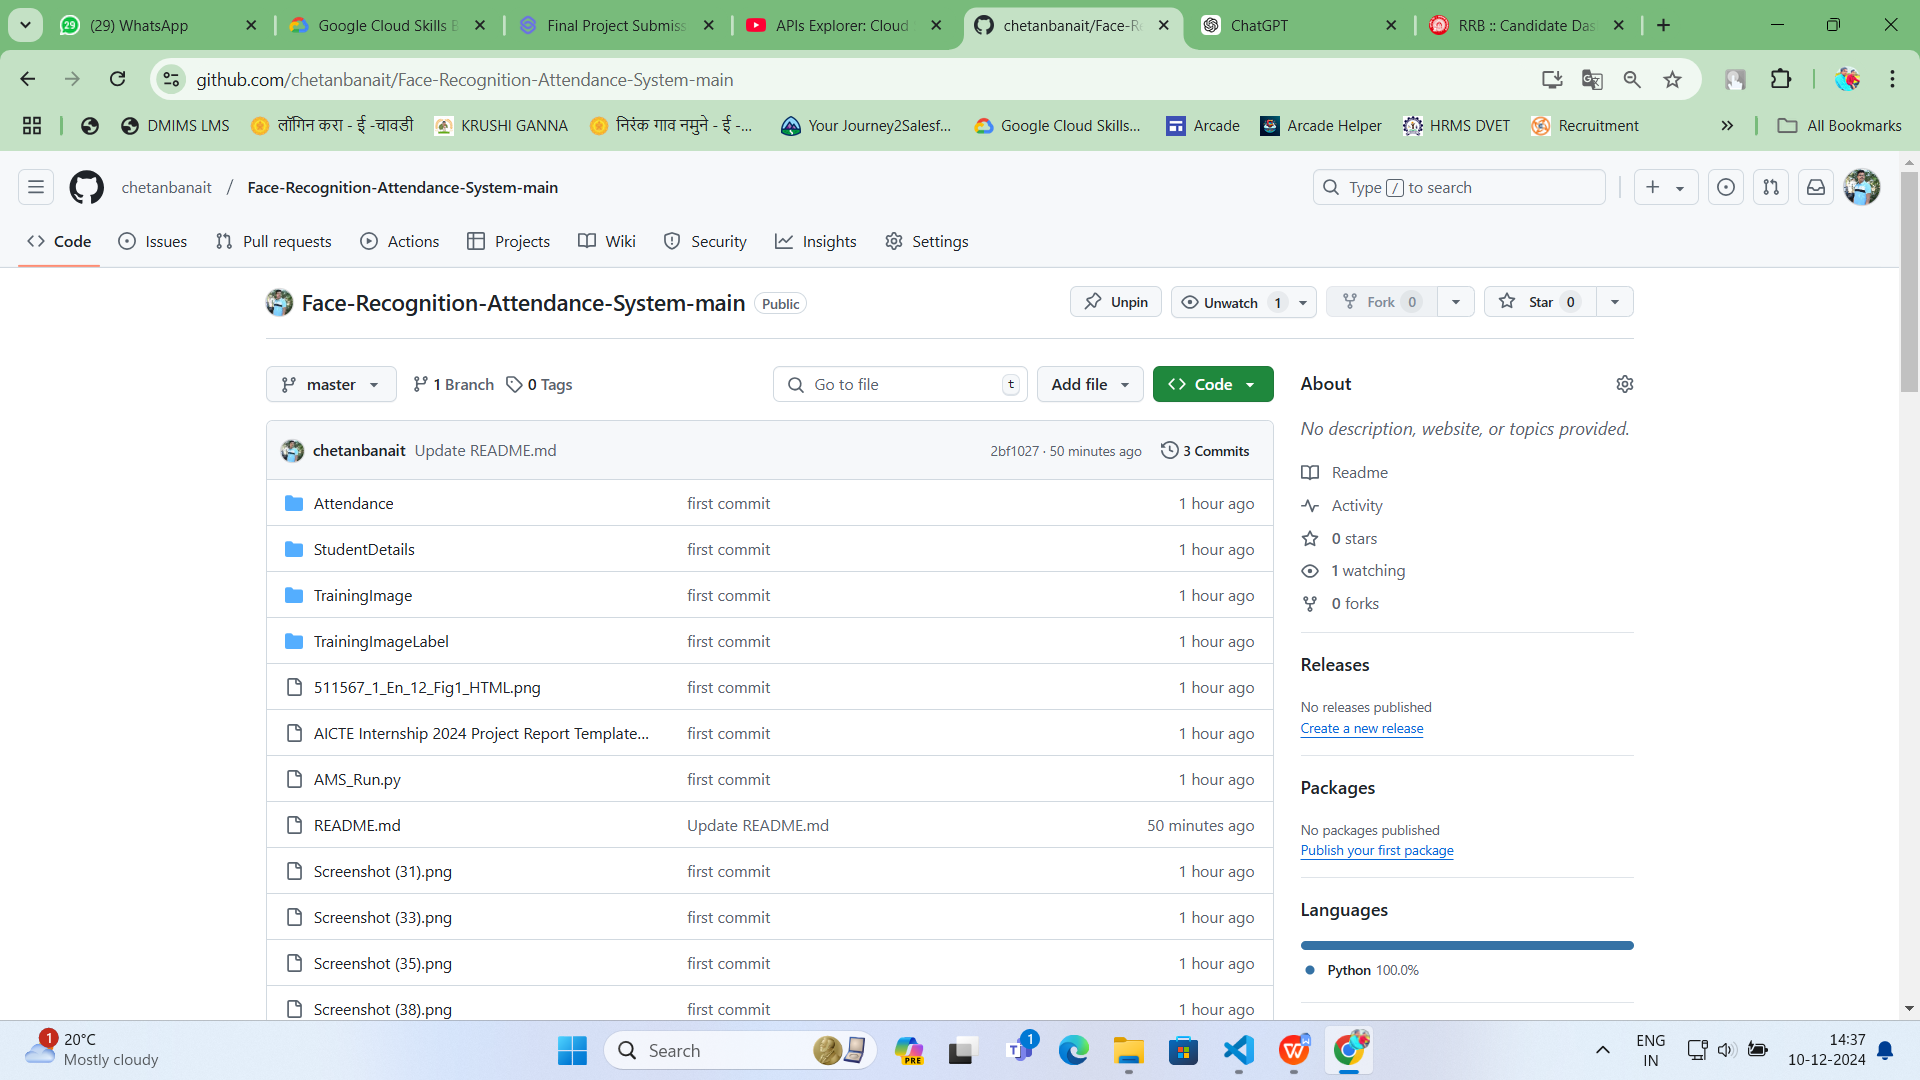 29 (29) WhatsApp
Google Cloud Skills B
Final Project Submiss
APIs Explorer: Cloud
chetanbanait/Face-Re
ChatGPT
RRB :: Candidate Das
github.com/chetanbanait/Face-Recognition-Attendance-System-main
DMIMS LMS
लॉगिन करा - ई -चावडी
KRUSHI GANNA
निरंक गाव नमुने - ई -...
Your Journey2Salesf...
Google Cloud Skills...
Arcade
Arcade Helper
HRMS DVET
Recruitment
All Bookmarks
chetanbanait / Face-Recognition-Attendance-System-main
Type / to search
Code
Issues
Pull requests
Actions
Projects
Wiki
Security
Insights
Settings
Face-Recognition-Attendance-System-main Public
Unpin
Unwatch 1
Fork 0
Star 0
master
1 Branch
0 Tags
Go to file t
Add file
Code
chetanbanait Update README.md 2bf1027 · 50 minutes ago 3 Commits
Attendance first commit 1 hour ago
StudentDetails first commit 1 hour ago
TrainingImage first commit 1 hour ago
TrainingImageLabel first commit 1 hour ago
511567_1_En_12_Fig1_HTML.png first commit 1 hour ago
AICTE Internship 2024 Project Report Template... first commit 1 hour ago
AMS_Run.py first commit 1 hour ago
README.md Update README.md 50 minutes ago
Screenshot (31).png first commit 1 hour ago
Screenshot (33).png first commit 1 hour ago
Screenshot (35).png first commit 1 hour ago
Screenshot (38).png first commit 1 hour ago
About
No description, website, or topics provided.
Readme
Activity
0 stars
1 watching
0 forks
Releases
No releases published
Create a new release
Packages
No packages published
Publish your first package
Languages
Python 100.0%
1
20°C
Mostly cloudy
Search
PRE
1
ENG
IN
14:37
10-12-2024